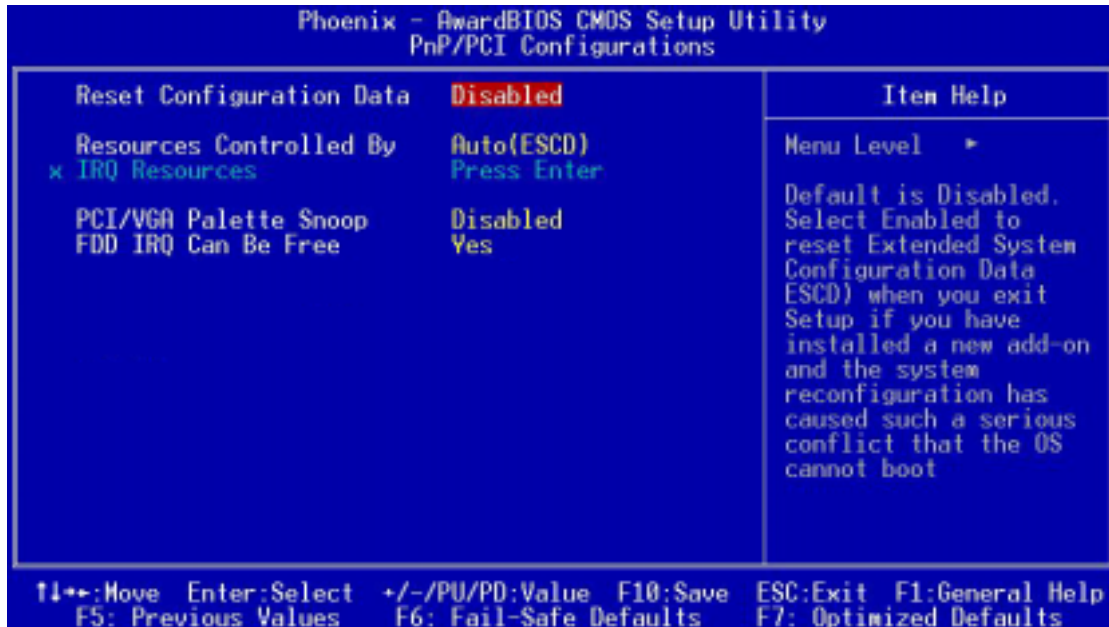 Phoenix - AwardBIOS CMOS Setup Utility
PnP/PCI Configurations
Reset Configuration Data Disabled
Resources Controlled By Auto(ESCD)
x IRQ Resources Press Enter
PCI/VGA Palette Snoop Disabled
FDD IRQ Can Be Free Yes
Item Help
Menu Level ►
Default is Disabled.
Select Enabled to
reset Extended System
Configuration Data
ESCD) when you exit
Setup if you have
installed a new add-on
and the system
reconfiguration has
caused such a serious
conflict that the OS
cannot boot
↑↓→←:Move Enter:Select +/-/PU/PD:Value F10:Save ESC:Exit F1:General Help
F5: Previous Values F6: Fail-Safe Defaults F7: Optimized Defaults